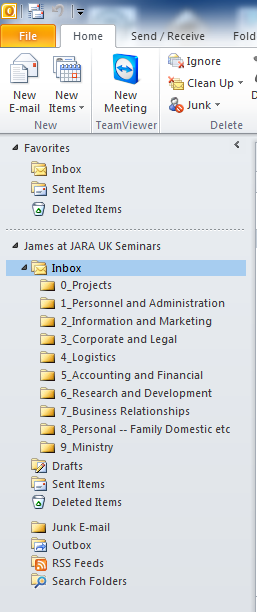 File Home Send / Receive Fold
New E-mail
New Items
New Meeting
Ignore
Clean Up
Junk
New TeamViewer Delete
Favorites
Inbox
Sent Items
Deleted Items
James at JARA UK Seminars
Inbox
0_Projects
1_Personnel and Administration
2_Information and Marketing
3_Corporate and Legal
4_Logistics
5_Accounting and Financial
6_Research and Development
7_Business Relationships
8_Personal -- Family Domestic etc
9_Ministry
Drafts
Sent Items
Deleted Items
Junk E-mail
Outbox
RSS Feeds
Search Folders